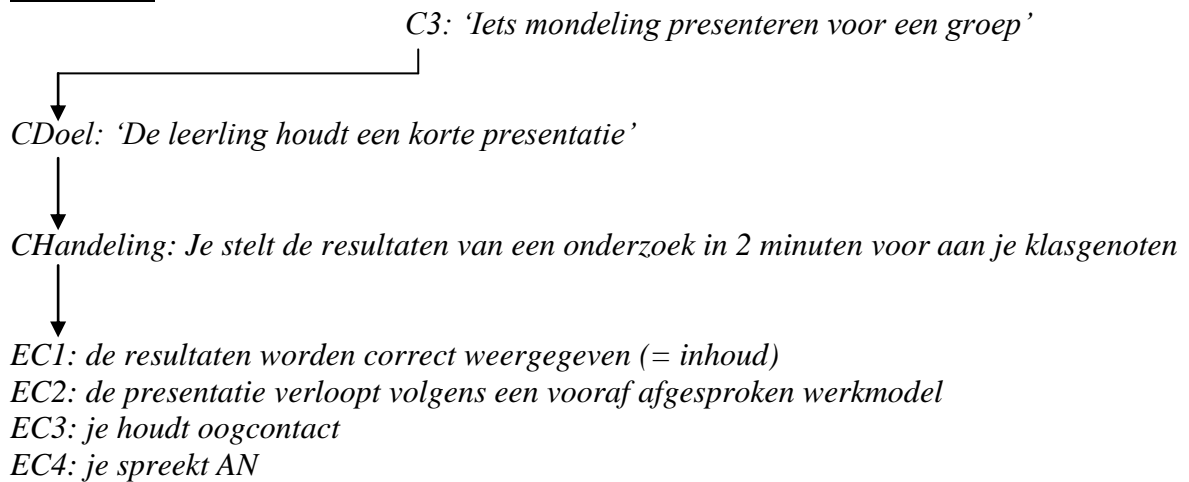 C3: ‘Iets mondeling presenteren voor een groep’
CDoel: ‘De leerling houdt een korte presentatie’
CHandeling: Je stelt de resultaten van een onderzoek in 2 minuten voor aan je klasgenoten
EC1: de resultaten worden correct weergegeven (= inhoud)
EC2: de presentatie verloopt volgens een vooraf afgesproken werkmodel
EC3: je houdt oogcontact
EC4: je spreekt AN